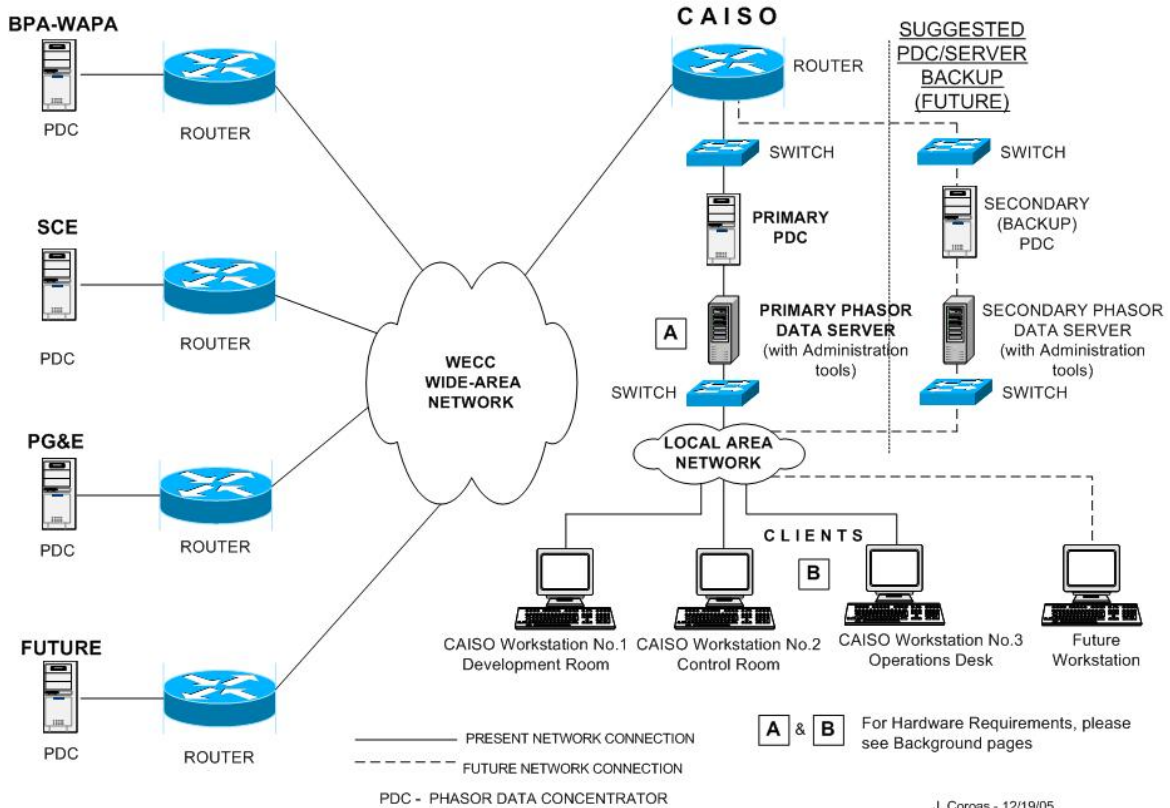 BPA-WAPA
PDC
ROUTER
SCE
PDC
ROUTER
PG&E
PDC
ROUTER
FUTURE
PDC
ROUTER
WECC
WIDE-AREA
NETWORK
CAISO
ROUTER
SWITCH
PRIMARY
PDC
A
PRIMARY PHASOR
DATA SERVER
(with Administration
tools)
SWITCH
SUGGESTED
PDC/SERVER
BACKUP
(FUTURE)
SWITCH
SECONDARY
(BACKUP)
PDC
SECONDARY PHASOR
DATA SERVER
(with Administration
tools)
SWITCH
LOCAL AREA
NETWORK
CLIENTS
B
CAISO Workstation No.1
Development Room
CAISO Workstation No.2
Control Room
CAISO Workstation No.3
Operations Desk
Future
Workstation
PRESENT NETWORK CONNECTION
FUTURE NETWORK CONNECTION
PDC - PHASOR DATA CONCENTRATOR
A & B For Hardware Requirements, please
see Background pages
J. Coroas - 12/19/05